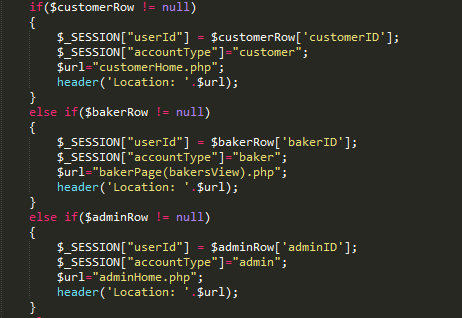 if($customerRow != null)
{
$_SESSION["userId"] = $customerRow['customerID'];
$_SESSION["accountType"]="customer";
$url="customerHome.php";
header('Location: '.$url);
}
else if($bakerRow != null)
{
$_SESSION["userId"] = $bakerRow['bakerID'];
$_SESSION["accountType"]="baker";
$url="bakerPage(bakersView).php";
header('Location: '.$url);
}
else if($adminRow != null)
{
$_SESSION["userId"] = $adminRow['adminID'];
$_SESSION["accountType"]="admin";
$url="adminHome.php";
header('Location: '.$url);
}